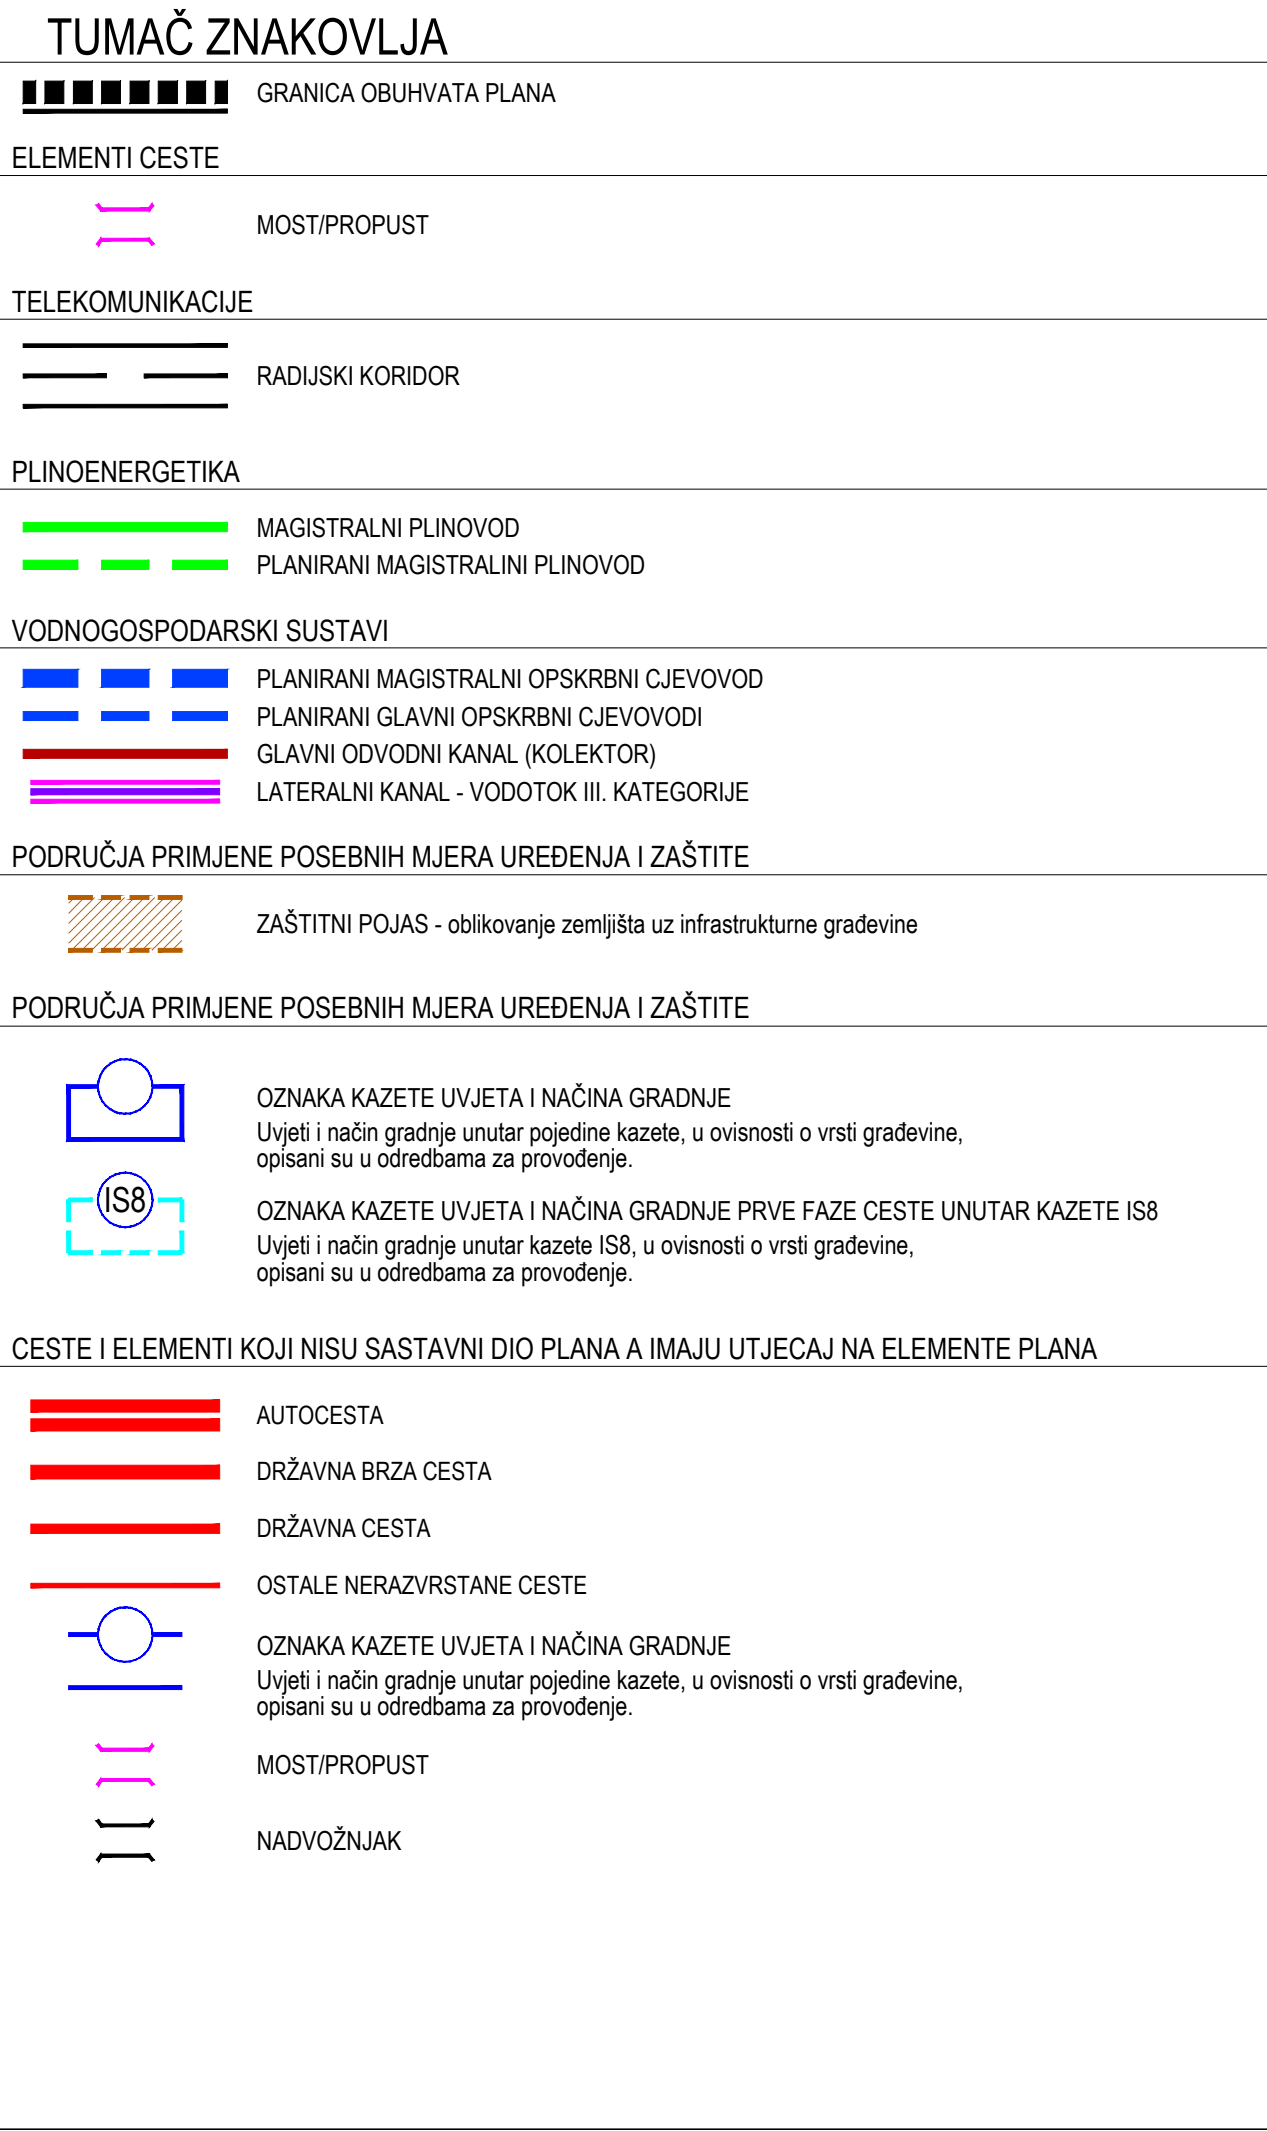 TUMAČ ZNAKOVLJA
GRANICA OBUHVATA PLANA
ELEMENTI CESTE
MOST/PROPUST
TELEKOMUNIKACIJE
RADIJSKI KORIDOR
PLINOENERGETIKA
MAGISTRALNI PLINOVOD
PLANIRANI MAGISTRALINI PLINOVOD
VODNOGOSPODARSKI SUSTAVI
PLANIRANI MAGISTRALNI OPSKRBNI CJEVOVOD
PLANIRANI GLAVNI OPSKRBNI CJEVOVODI
GLAVNI ODVODNI KANAL (KOLEKTOR)
LATERALNI KANAL - VODOTOK III. KATEGORIJE
PODRUČJA PRIMJENE POSEBNIH MJERA UREĐENJA I ZAŠTITE
ZAŠTITNI POJAS - oblikovanje zemljišta uz infrastrukturne građevine
PODRUČJA PRIMJENE POSEBNIH MJERA UREĐENJA I ZAŠTITE
OZNAKA KAZETE UVJETA I NAČINA GRADNJE
Uvjeti i način gradnje unutar pojedine kazete, u ovisnosti o vrsti građevine,
opisani su u odredbama za provođenje.
IS8
OZNAKA KAZETE UVJETA I NAČINA GRADNJE PRVE FAZE CESTE UNUTAR KAZETE IS8
Uvjeti i način gradnje unutar kazete IS8, u ovisnosti o vrsti građevine,
opisani su u odredbama za provođenje.
CESTE I ELEMENTI KOJI NISU SASTAVNI DIO PLANA A IMAJU UTJECAJ NA ELEMENTE PLANA
AUTOCESTA
DRŽAVNA BRZA CESTA
DRŽAVNA CESTA
OSTALE NERAZVRSTANE CESTE
OZNAKA KAZETE UVJETA I NAČINA GRADNJE
Uvjeti i način gradnje unutar pojedine kazete, u ovisnosti o vrsti građevine,
opisani su u odredbama za provođenje.
MOST/PROPUST
NADVOŽNJAK